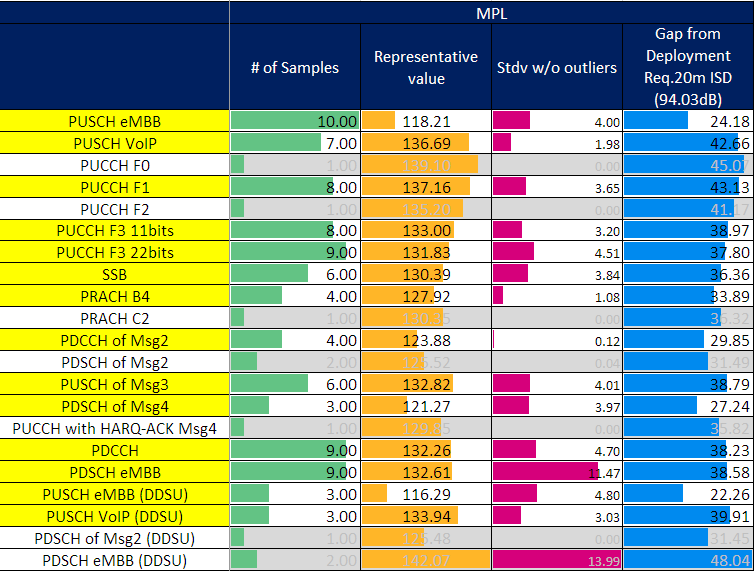 MPL
# of Samples Representative value Stdv w/o outliers Gap from Deployment Req.20m ISD (94.03dB)
PUSCH eMBB 10.00 118.21 4.00 24.18
PUSCH VoIP 7.00 136.69 1.98 42.66
PUCCH F0 1.00 139.10 0.00 45.07
PUCCH F1 8.00 137.16 3.65 43.13
PUCCH F2 1.00 135.20 0.00 41.17
PUCCH F3 11bits 8.00 133.00 3.20 38.97
PUCCH F3 22bits 9.00 131.83 4.51 37.80
SSB 6.00 130.39 3.84 36.36
PRACH B4 4.00 127.92 1.08 33.89
PRACH C2 1.00 130.35 0.00 36.32
PDCCH of Msg2 4.00 123.88 0.12 29.85
PDSCH of Msg2 2.00 125.52 0.04 31.49
PUSCH of Msg3 6.00 132.82 4.01 38.79
PDSCH of Msg4 3.00 121.27 3.97 27.24
PUCCH with HARQ-ACK Msg4 1.00 129.85 0.00 35.82
PDCCH 9.00 132.26 4.70 38.23
PDSCH eMBB 9.00 132.61 11.47 38.58
PUSCH eMBB (DDSU) 3.00 116.29 4.80 22.26
PUSCH VoIP (DDSU) 3.00 133.94 3.03 39.91
PDSCH of Msg2 (DDSU) 1.00 125.48 0.00 31.45
PDSCH eMBB (DDSU) 2.00 142.07 13.99 48.04